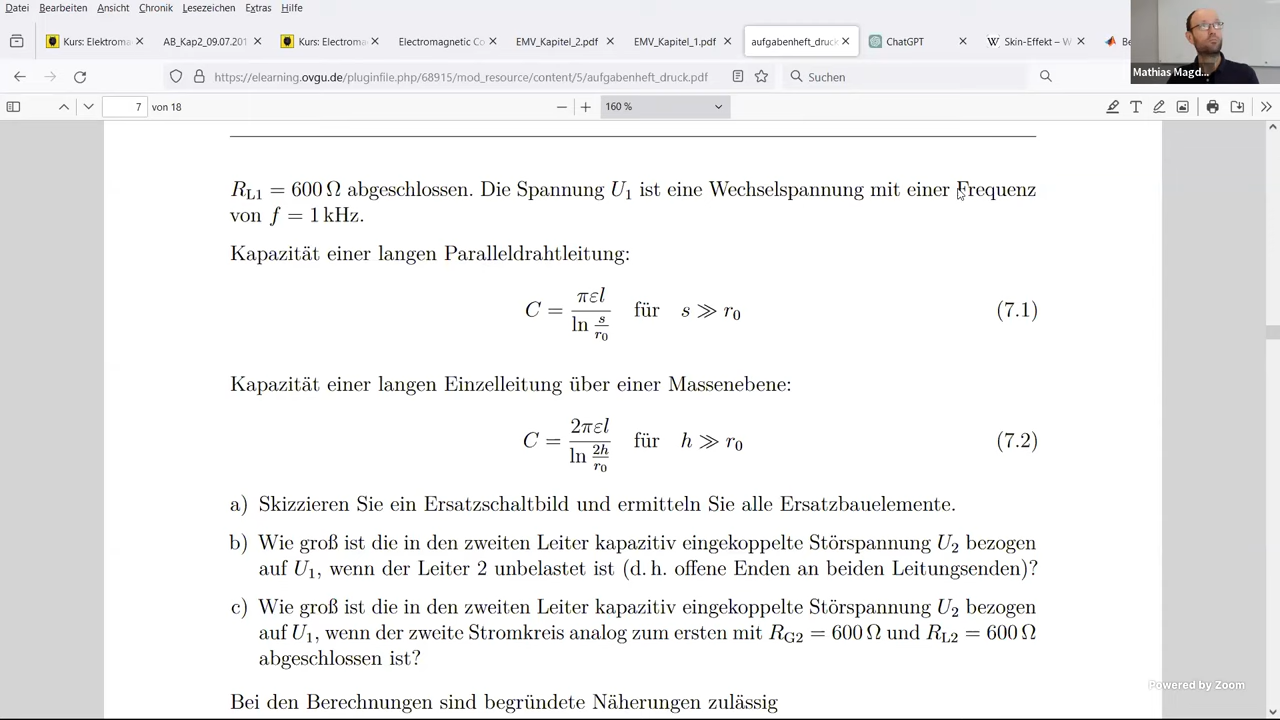 Datei Bearbeiten Ansicht Chronik Lesezeichen Extras Hilfe
Kurs: Elektroma
AB_Kap2_09.07.201
Kurs: Electromac
Electromagnetic Co
EMV_Kapitel_2.pdf
EMV_Kapitel_1.pdf
aufgabenheft_druck
ChatGPT
Skin-Effekt – W
Be
https://elearning.ovgu.de/pluginfile.php/68915/mod_resource/content/5/aufgabenheft_druck.pdf
Suchen
Mathias Magd...
7 von 18
160 %
R_L1 = 600 Ω abgeschlossen. Die Spannung U_1 ist eine Wechselspannung mit einer Frequenz
von f = 1 kHz.
Kapazität einer langen Paralleldrahtleitung:
C = πεl / ln s/r_0 für s ≫ r_0 (7.1)
Kapazität einer langen Einzelleitung über einer Massenebene:
C = 2πεl / ln 2h/r_0 für h ≫ r_0 (7.2)
a) Skizzieren Sie ein Ersatzschaltbild und ermitteln Sie alle Ersatzbauelemente.
b) Wie groß ist die in den zweiten Leiter kapazitiv eingekoppelte Störspannung U_2 bezogen
auf U_1, wenn der Leiter 2 unbelastet ist (d. h. offene Enden an beiden Leitungsenden)?
c) Wie groß ist die in den zweiten Leiter kapazitiv eingekoppelte Störspannung U_2 bezogen
auf U_1, wenn der zweite Stromkreis analog zum ersten mit R_G2 = 600 Ω und R_L2 = 600 Ω
abgeschlossen ist?
Bei den Berechnungen sind begründete Näherungen zulässig
Powered by Zoom